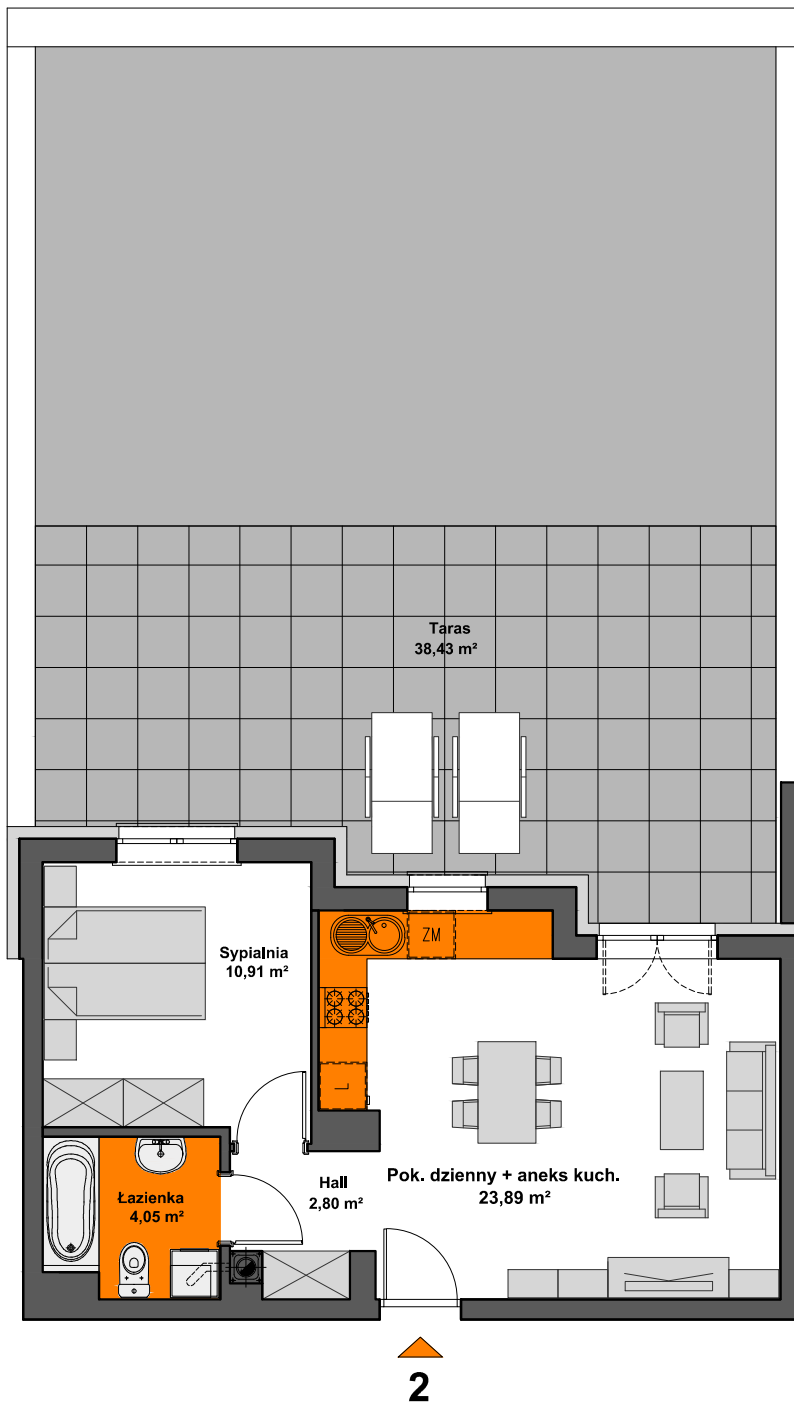 Taras
38,43 m²
ZM
Sypialnia
10,91 m²
L
Hall
2,80 m²
Pok. dzienny + aneks kuch.
23,89 m²
Łazienka
4,05 m²
2